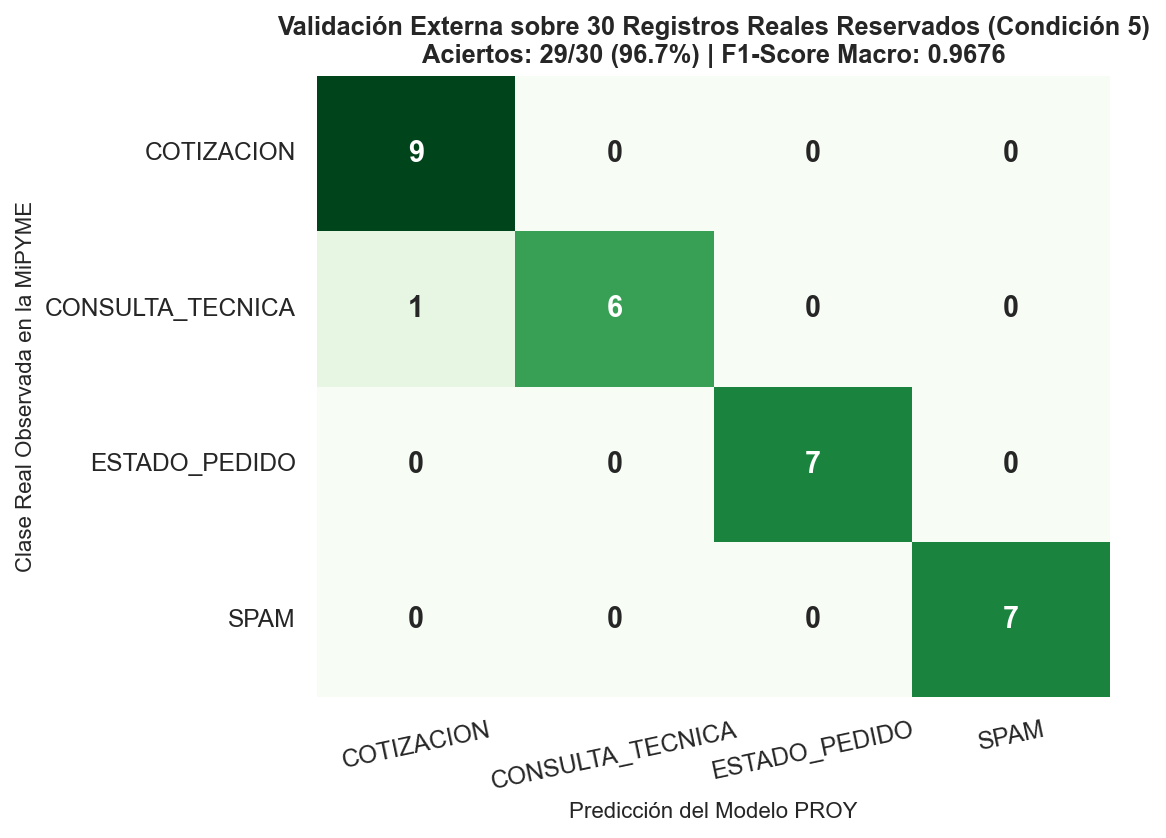 Validación Externa sobre 30 Registros Reales Reservados (Condición 5)
Aciertos: 29/30 (96.7%) | F1-Score Macro: 0.9676
Clase Real Observada en la MiPYME
COTIZACION 9 0 0 0
CONSULTA_TECNICA 1 6 0 0
ESTADO_PEDIDO 0 0 7 0
SPAM 0 0 0 7
COTIZACION CONSULTA_TECNICA ESTADO_PEDIDO SPAM
Predicción del Modelo PROY